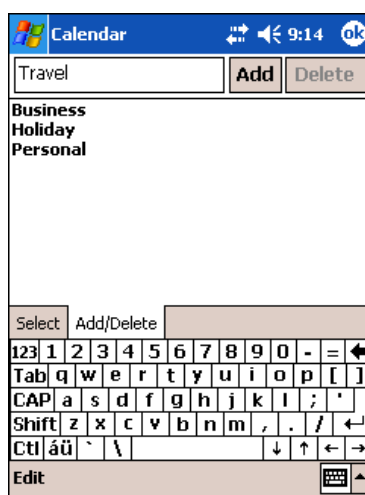 Calendar 9:14 ok
Travel Add Delete
Business
Holiday
Personal
Select Add/Delete
123 1 2 3 4 5 6 7 8 9 0 - = 
Tab q w e r t y u i o p [ ]
CAP a s d f g h j k l ; '
Shift z x c v b n m , . / ↵
Ctl áü ` \ ↓ ↑ ← →
Edit